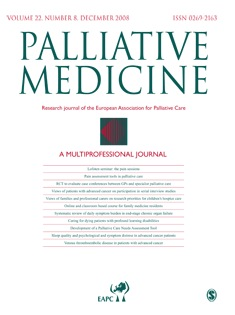 VOLUME 22, NUMBER 8, DECEMBER 2008 ISSN 0269-2163
PALLIATIVE
MEDICINE
Research journal of the European Association for Palliative Care
A MULTIPROFESSIONAL JOURNAL
Pain assessment tools in palliative care
RCT to evaluate case conferences between GPs and specialist palliative care
Views of patients with advanced cancer on participation in serial interview studies
Views of families and professional carers on research priorities for children's hospice care
Online and classroom based course for family medicine residents
Systematic review of daily symptom burden in end-stage chronic organ failure
Caring for dying patients with profound learning disabilities
Development of a Palliative Care Needs Assessment Tool
Sleep quality and psychological and symptom distress in advanced cancer patients
Venous thromboembolic disease in patients with advanced cancer
EAPC